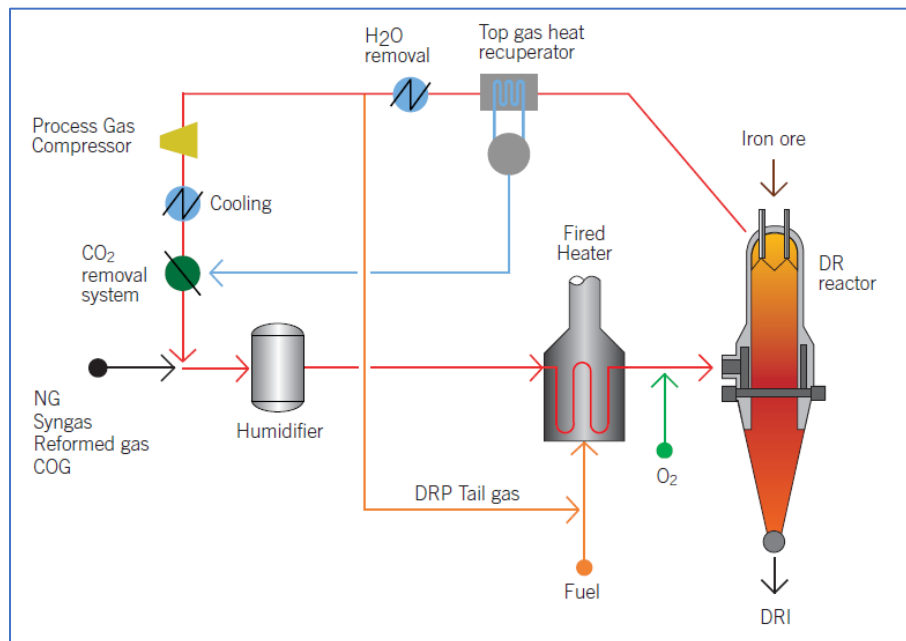 H2O
removal
Top gas heat
recuperator
Process Gas
Compressor
Iron ore
Cooling
Fired
Heater
CO2
removal
system
DR
reactor
NG
Syngas
Reformed gas
COG
Humidifier
O2
DRP Tail gas
Fuel
DRI